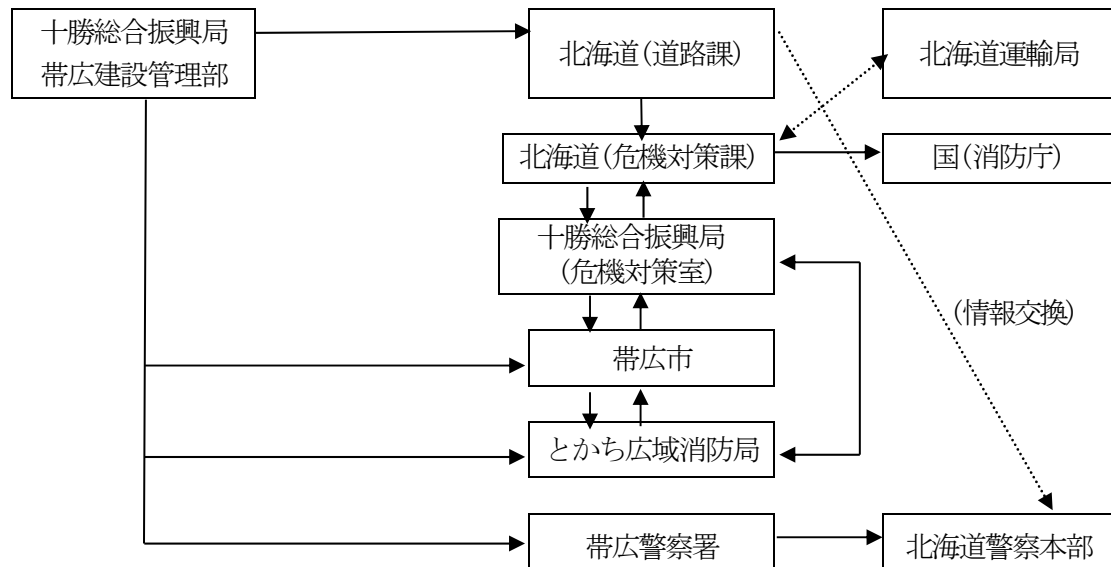 十勝総合振興局
帯広建設管理部
北海道(道路課)
北海道運輸局
北海道(危機対策課)
国(消防庁)
十勝総合振興局
(危機対策室)
(情報交換)
帯広市
とかち広域消防局
帯広警察署
北海道警察本部